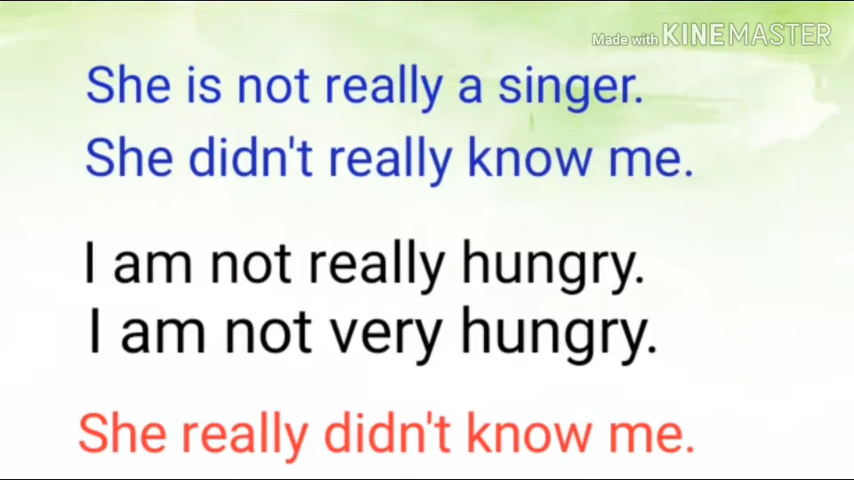 Made with KINEMASTER
She is not really a singer.
She didn't really know me.
I am not really hungry.
I am not very hungry.
She really didn't know me.